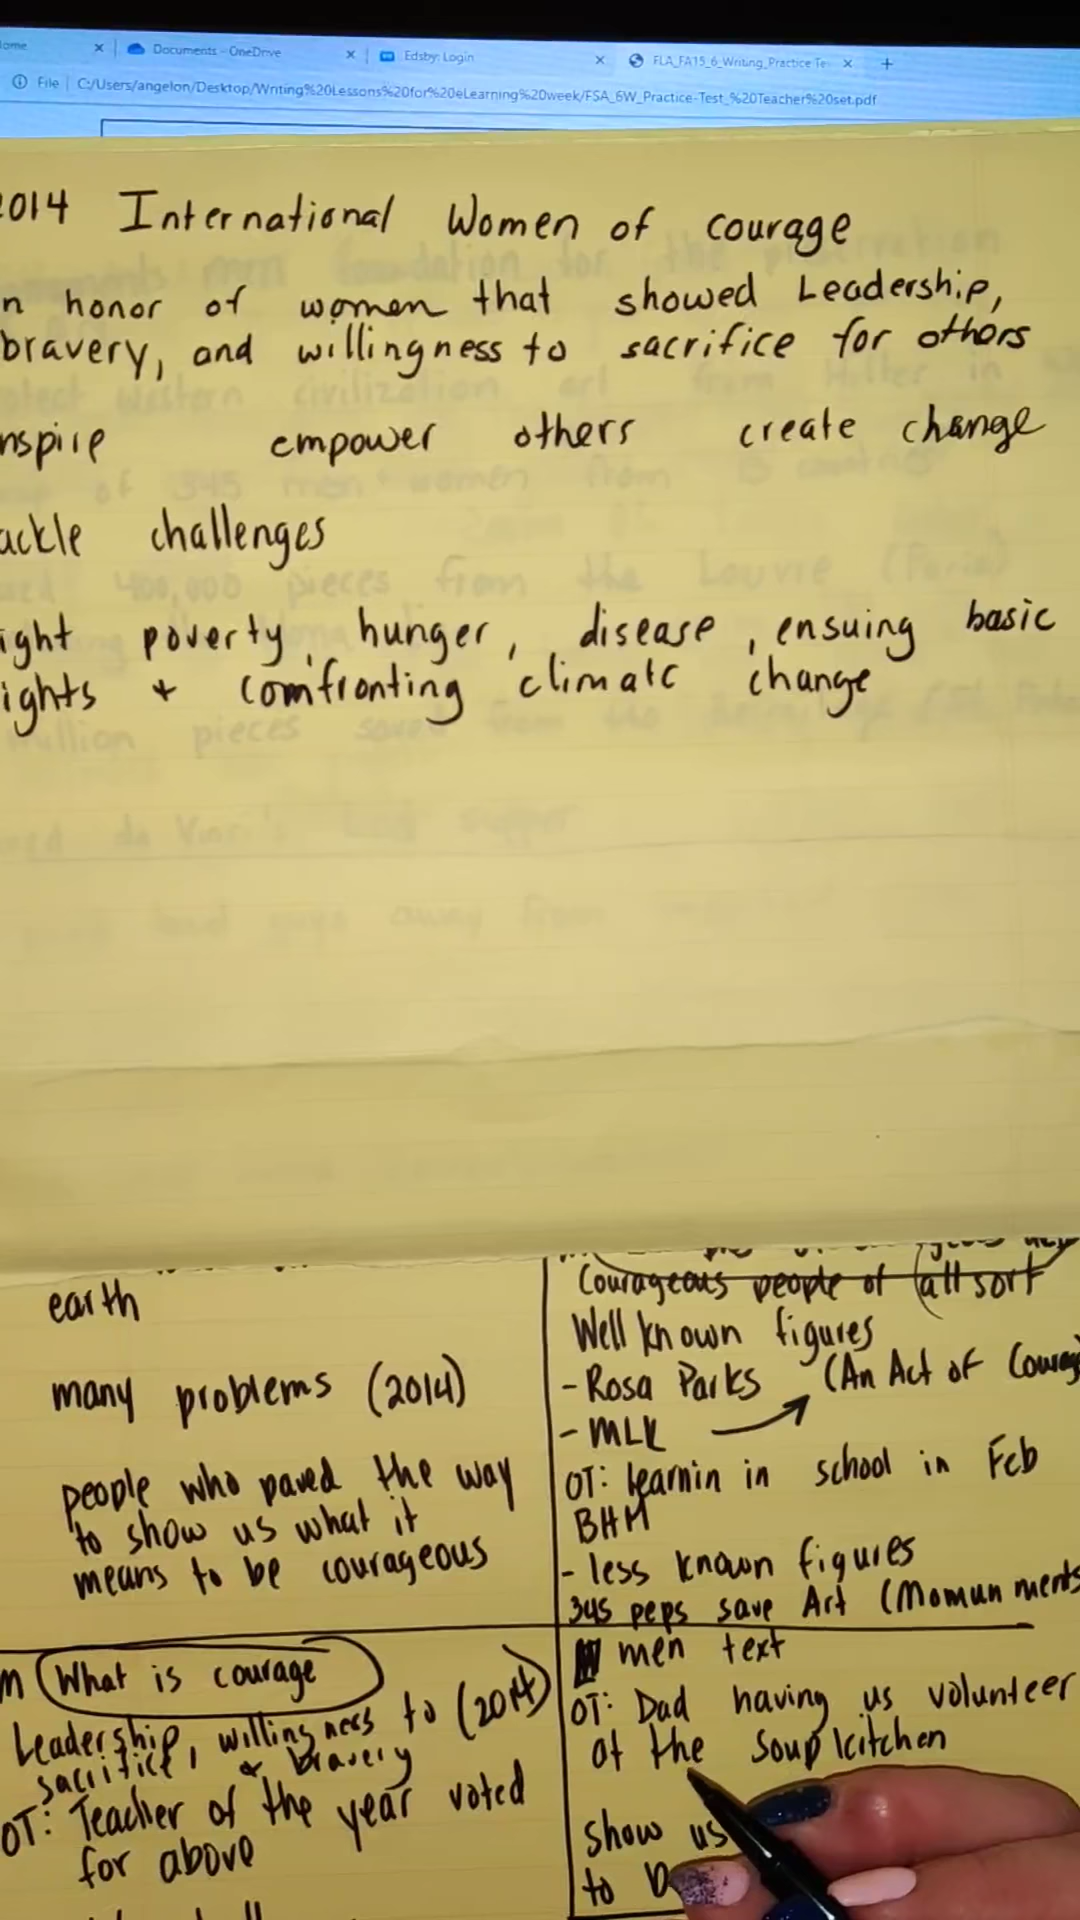 Documents - OneDrive
Edsby: Login
FLA_FA15_6_Writing_Practice Te
File
C:/Users/angelon/Desktop/Writing%20Lessons%20for%20eLearning%20week/FSA_6W_Practice-Test_%20Teacher%20set.pdf
2014 International Women of courage
n honor of women that showed Leadership,
bravery, and willingness to sacrifice for others
nspire empower others create change
ackle challenges
ight poverty, hunger, disease, ensuing basic
ights + comfronting climate change
earth
many problems (2014)
people who paved the way
to show us what it
means to be courageous
Courageous people of (all sort
Well known figures
- Rosa Parks (An Act of Courag
- MLK
OT: learnin in school in Feb
BHM
- less known figures
345 peps save Art (Momun ments
men text
OT: Dad having us volunteer
at the soup kitchen
show us
to b
m What is courage
Leadership, willingness to (2014)
sacrifice, & bravery
OT: Teacher of the year voted
for above